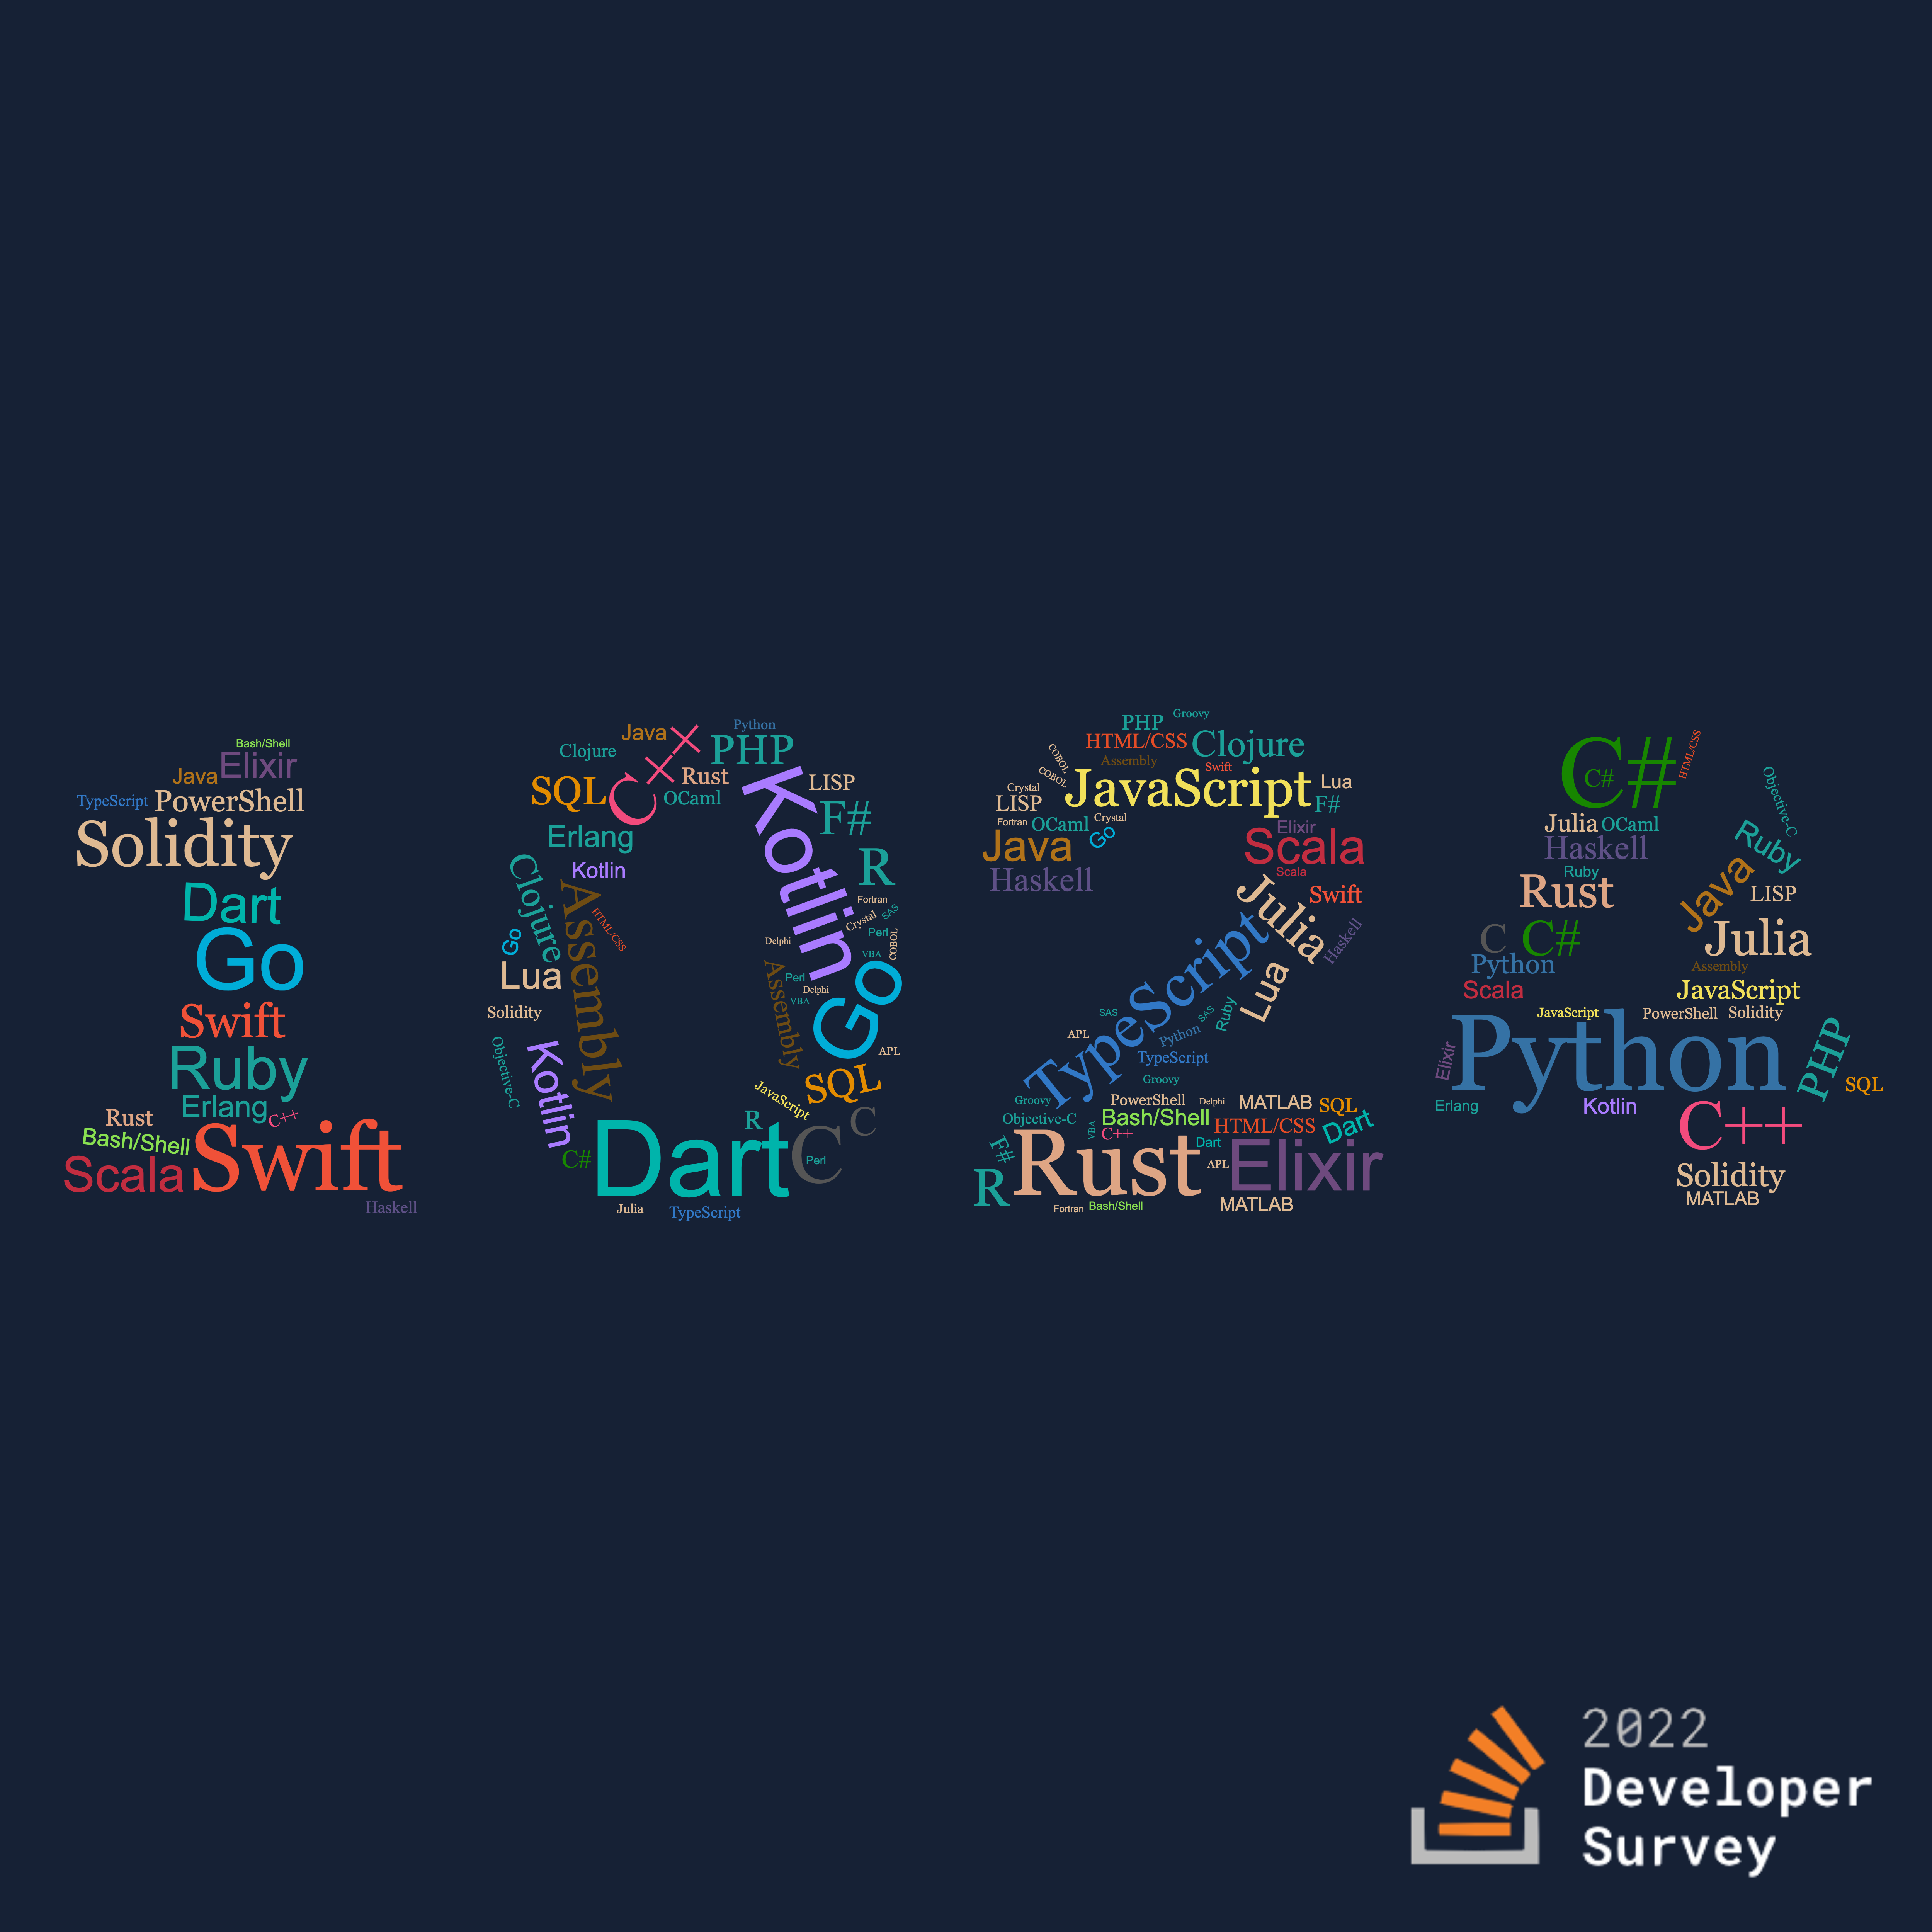 Bash/Shell
Java Elixir
TypeScript PowerShell
Solidity
Dart
Go
Swift
Ruby
Erlang C++
Rust
Bash/Shell
Scala Swift
Haskell
Python
Java C++ PHP
Clojure
Rust LISP
SQL OCaml
Kotlin F#
Erlang
Kotlin R
Clojure Assembly HTML/CSS
Fortran
Crystal SAS
Perl COBOL
Go Delphi
VBA
Lua Assembly Perl
Delphi
VBA Go
Solidity
Objective-C Kotlin APL
SQL
JavaScript
R C
C# Dart C
Perl
Julia TypeScript
Groovy
PHP
HTML/CSS Clojure
COBOL Assembly
Swift
COBOL JavaScript Lua
Crystal
LISP F#
Fortran OCaml Crystal
Go Elixir
Java Scala
Scala
Haskell Julia Swift
Haskell
TypeScript Lua
SAS SAS Ruby
APL Python
TypeScript
Groovy
Groovy PowerShell Delphi MATLAB SQL
Objective-C Bash/Shell HTML/CSS Dart
VBA C++
F# Rust Dart
APL Elixir
R MATLAB
Fortran Bash/Shell
C# HTML/CSS
C# Objective-C
Julia OCaml
Haskell Ruby
Ruby Java
Rust LISP
C C# Julia
Python Assembly
Scala JavaScript
JavaScript PowerShell Solidity
Elixir Python PHP
SQL
Erlang Kotlin
C++
Solidity
MATLAB
2022
Developer
Survey